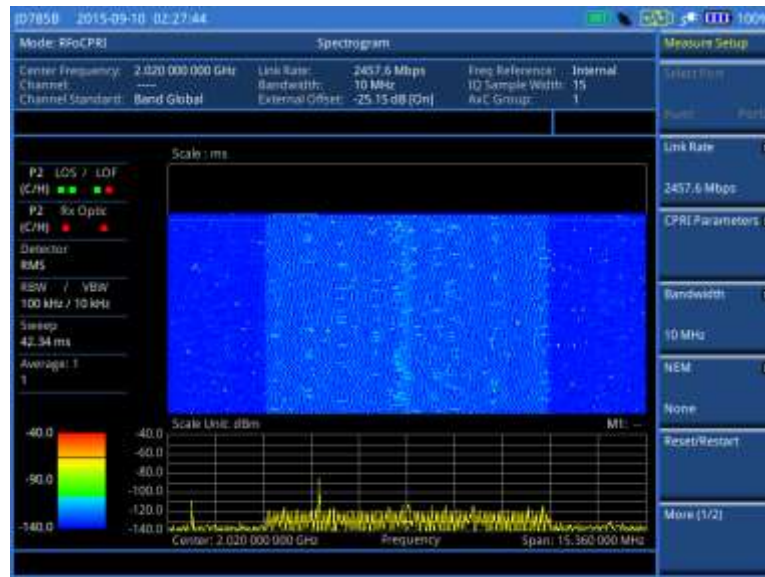 JD785B 2015-09-10 02:27:44
100%
Mode: RFoCPRI
Spectrogram
Measure Setup
Center Frequency: 2.020 000 000 GHz
Link Rate: 2457.6 Mbps
Freq Reference: Internal
Channel: ----
Bandwidth: 10 MHz
IQ Sample Width: 15
Channel Standard: Band Global
External Offset: -25.15 dB [On]
AxC Group: 1
Select Port
Port
Scale : ms
Link Rate
2457.6 Mbps
P2 LOS / LOF
(C/H)
P2 Rx Optic
(C/H)
CPRI Parameters
Detector
RMS
RBW / VBW
100 kHz / 10 kHz
Bandwidth
10 MHz
Sweep
42.34 ms
Average: 1
1
NEM
None
Scale Unit: dBm
M1: --
Reset/Restart
-40.0
-90.0
-140.0
-40.0
-60.0
-80.0
-100.0
-120.0
-140.0
More (1/2)
Center: 2.020 000 000 GHz
Frequency
Span: 15.360 000 MHz